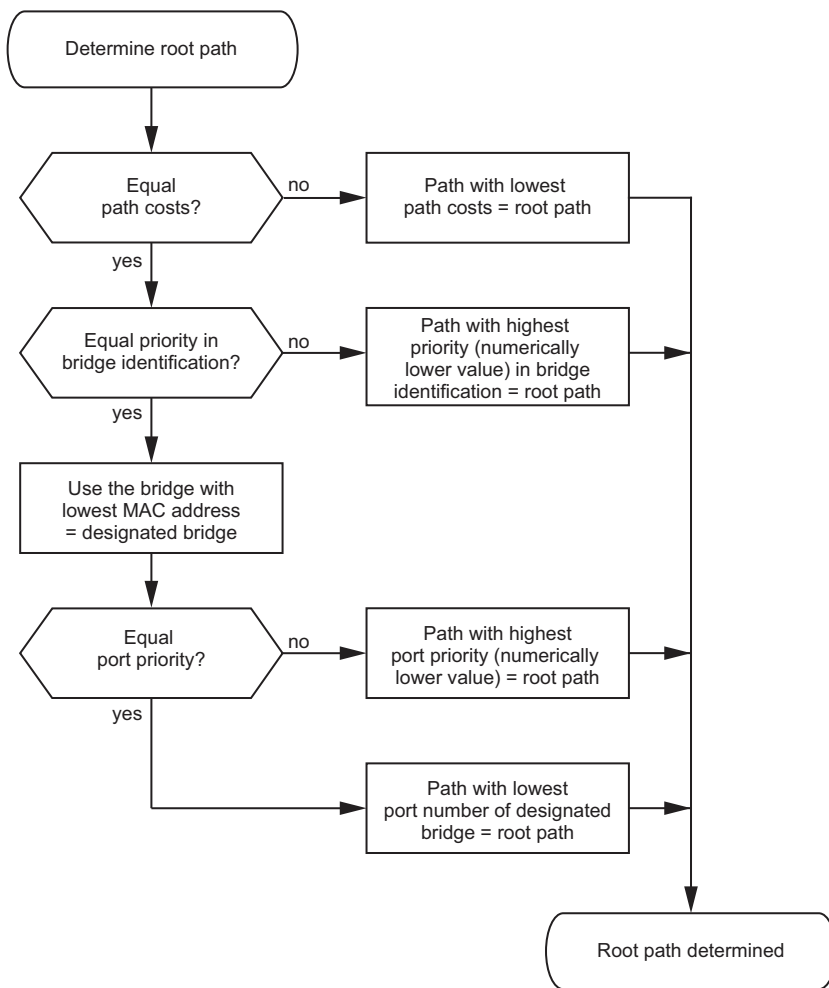 Determine root path
Equal
path costs?
no
Path with lowest
path costs = root path
yes
Equal priority in
bridge identification?
no
Path with highest
priority (numerically
lower value) in bridge
identification = root path
yes
Use the bridge with
lowest MAC address
= designated bridge
Equal
port priority?
no
Path with highest
port priority (numerically
lower value) = root path
yes
Path with lowest
port number of designated
bridge = root path
Root path determined